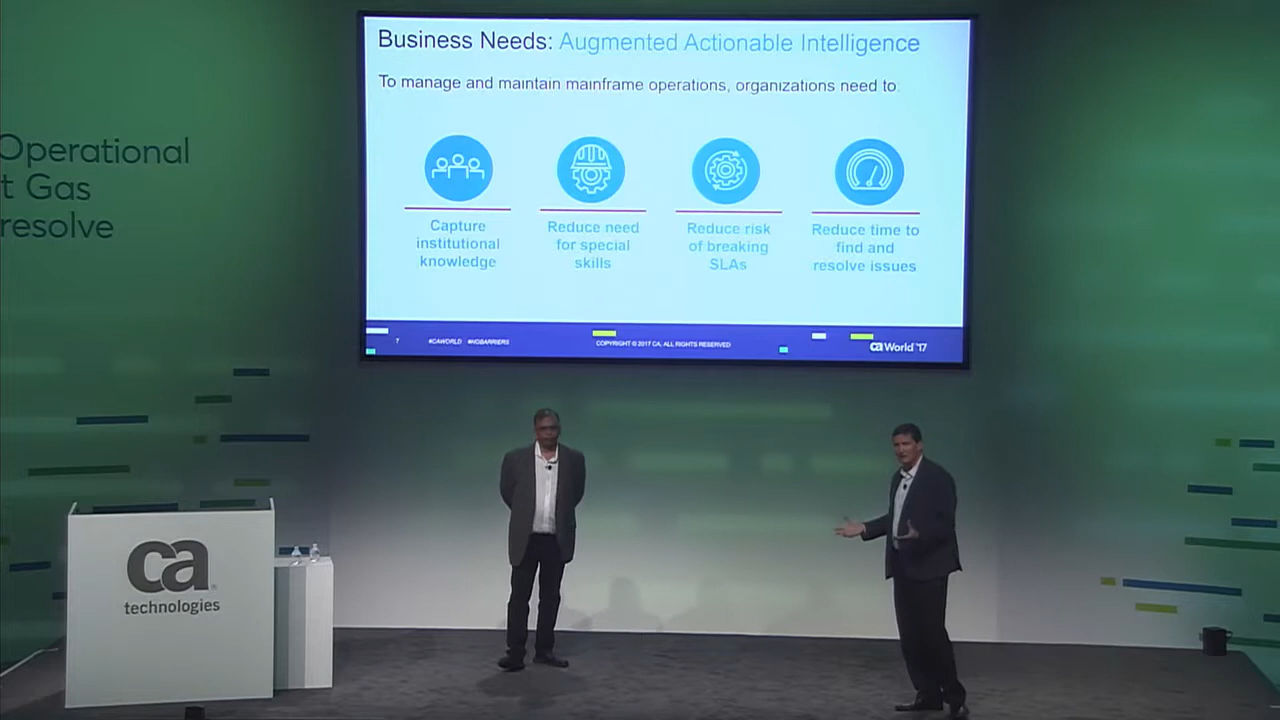 Business Needs: Augmented Actionable Intelligence
To manage and maintain mainframe operations, organizations need to:
Capture
institutional
knowledge
Reduce need
for special
skills
Reduce risk
of breaking
SLAs
Reduce time to
find and
resolve issues
7 #CAWORLD #NOBARRIERS COPYRIGHT © 2017 CA. ALL RIGHTS RESERVED ca World '17
Operational
t Gas
resolve
ca
technologies